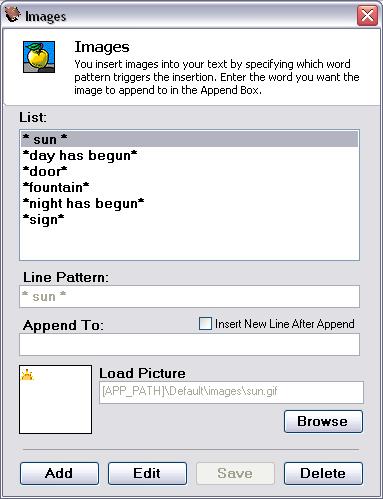 Images
Images
You insert images into your text by specifying which word
pattern triggers the insertion. Enter the word you want the
image to append to in the Append Box.
List:
* sun *
*day has begun*
*door*
*fountain*
*night has begun*
*sign*
Line Pattern:
* sun *
Append To:
Insert New Line After Append
Load Picture
[APP_PATH]\Default\images\sun.gif
Browse
Add
Edit
Save
Delete